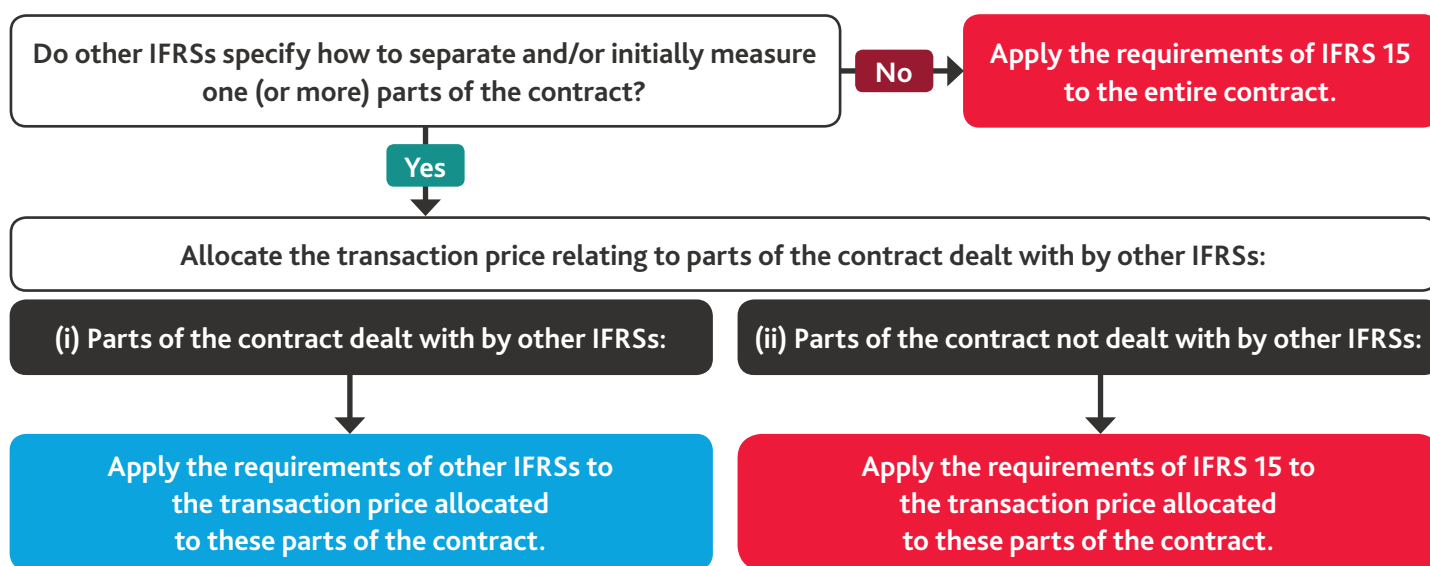 Do other IFRSs specify how to separate and/or initially measure
one (or more) parts of the contract?
No
Apply the requirements of IFRS 15
to the entire contract.
Yes
Allocate the transaction price relating to parts of the contract dealt with by other IFRSs:
(i) Parts of the contract dealt with by other IFRSs:
(ii) Parts of the contract not dealt with by other IFRSs:
Apply the requirements of other IFRSs to
the transaction price allocated
to these parts of the contract.
Apply the requirements of IFRS 15 to
the transaction price allocated
to these parts of the contract.